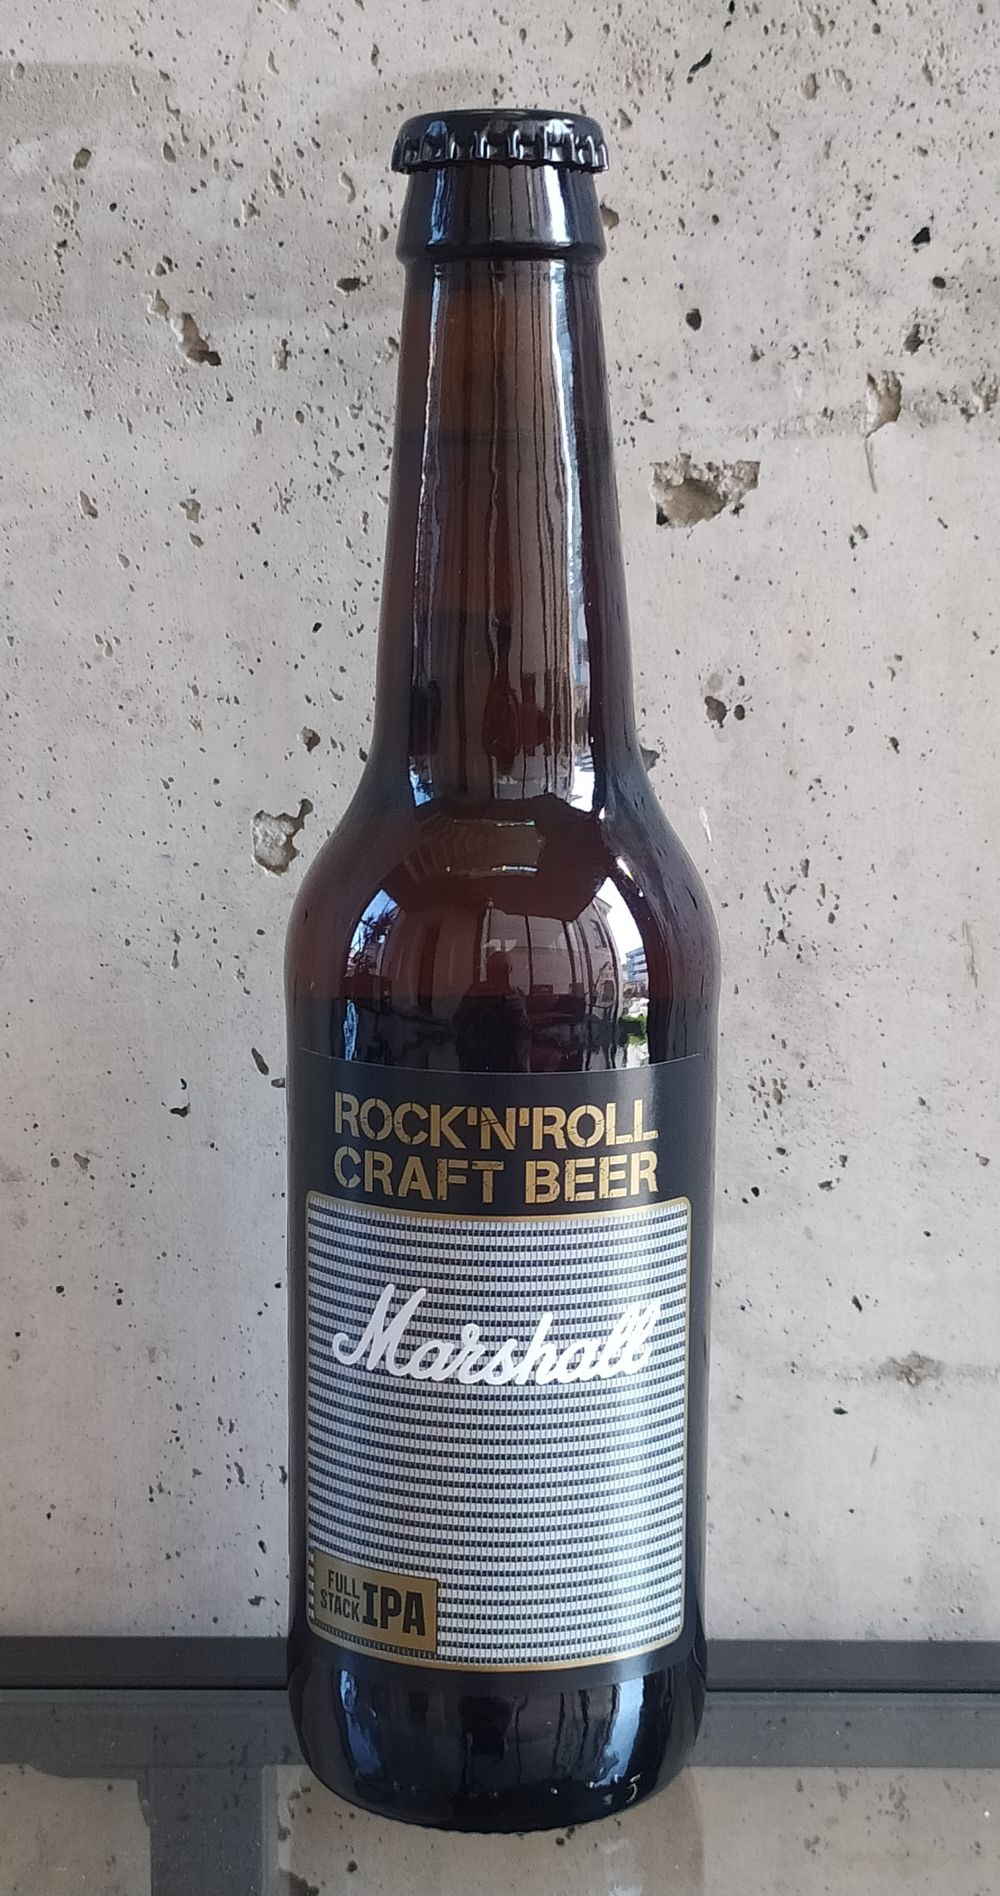 ROCK'N'ROLL
CRAFT BEER
Marshall
FULL
STACK IPA